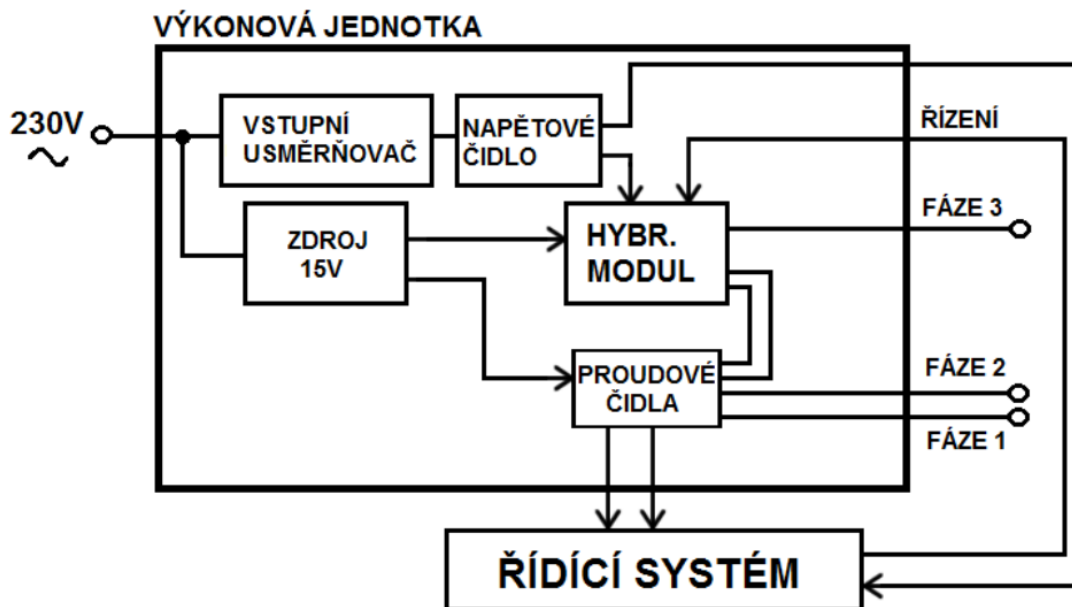 VÝKONOVÁ JEDNOTKA
230V
VSTUPNÍ
USMĚRŇOVAČ
NAPĚTOVÉ
ČIDLO
ŘÍZENÍ
ZDROJ
15V
HYBR.
MODUL
FÁZE 3
PROUDOVÉ
ČIDLA
FÁZE 2
FÁZE 1
ŘÍDÍCÍ SYSTÉM